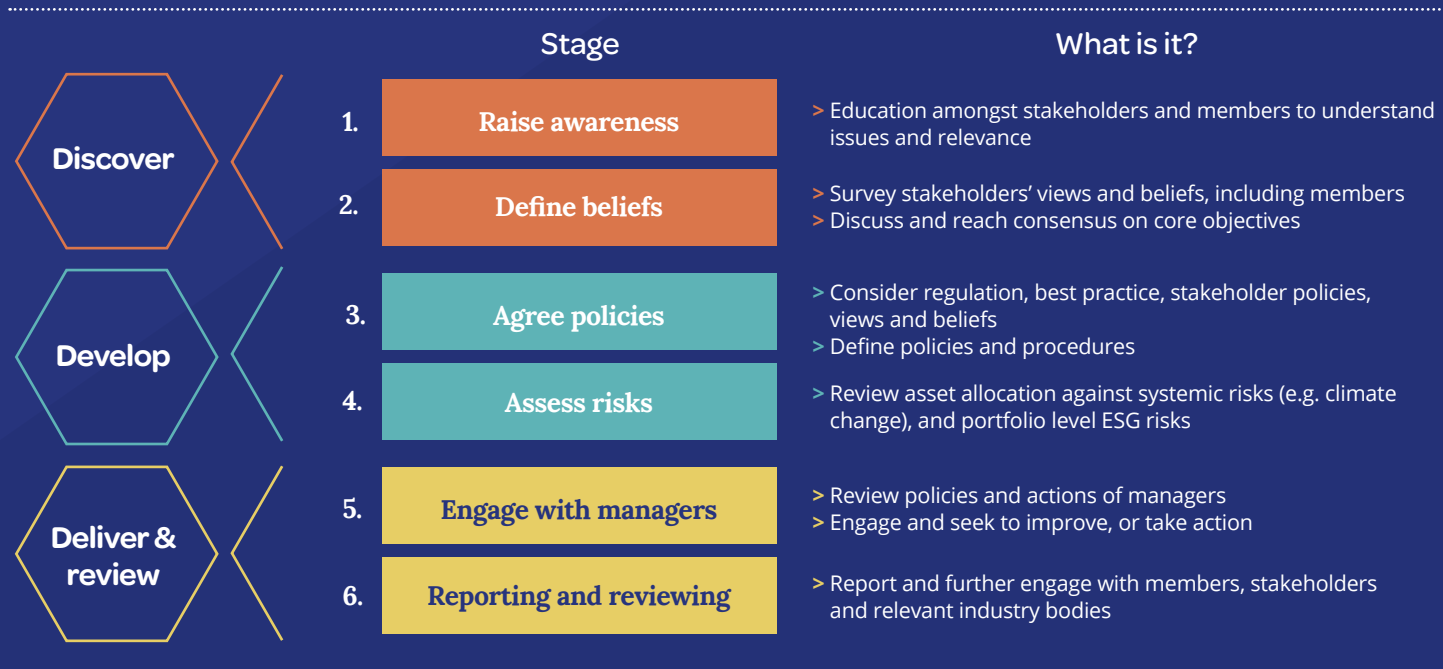 Stage
What is it?
Discover
1.
Raise awareness
> Education amongst stakeholders and members to understand
issues and relevance
2.
Define beliefs
> Survey stakeholders’ views and beliefs, including members
> Discuss and reach consensus on core objectives
Develop
3.
Agree policies
> Consider regulation, best practice, stakeholder policies,
views and beliefs
> Define policies and procedures
4.
Assess risks
> Review asset allocation against systemic risks (e.g. climate
change), and portfolio level ESG risks
Deliver &
review
5.
Engage with managers
> Review policies and actions of managers
> Engage and seek to improve, or take action
6.
Reporting and reviewing
> Report and further engage with members, stakeholders
and relevant industry bodies